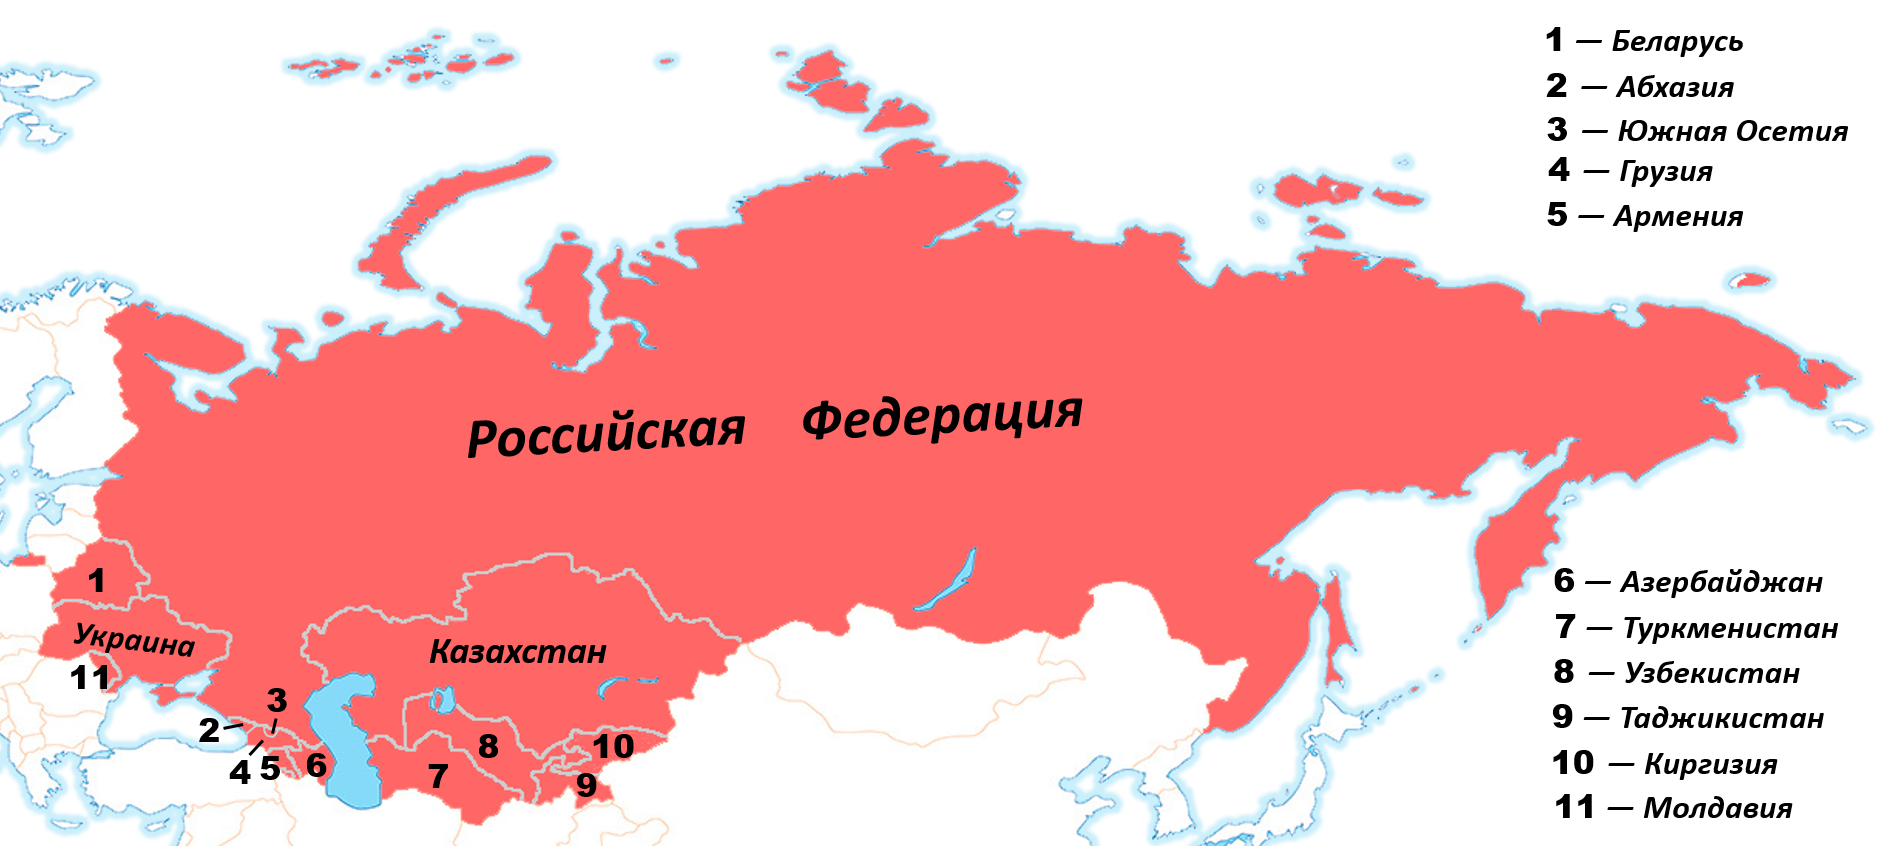 1 — Беларусь
2 — Абхазия
3 — Южная Осетия
4 — Грузия
5 — Армения
Российская Федерация
1
Украина
Казахстан
11
3
2
8
10
4
5
6
7
9
6 — Азербайджан
7 — Туркменистан
8 — Узбекистан
9 — Таджикистан
10 — Киргизия
11 — Молдавия